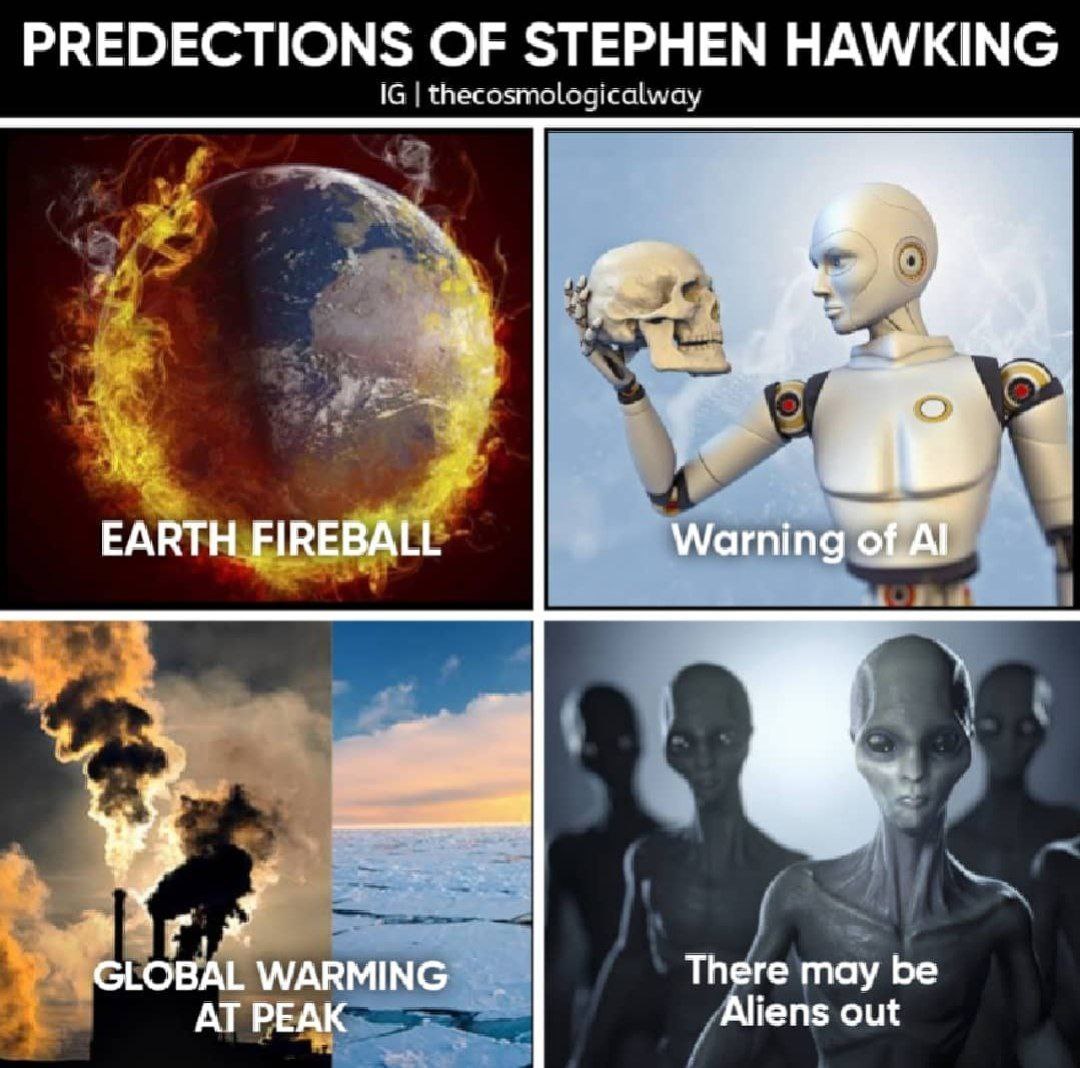 PREDECTIONS OF STEPHEN HAWKING
IG | thecosmologicalway
EARTH FIREBALL
Warning of AI
GLOBAL WARMING
AT PEAK
There may be
Aliens out